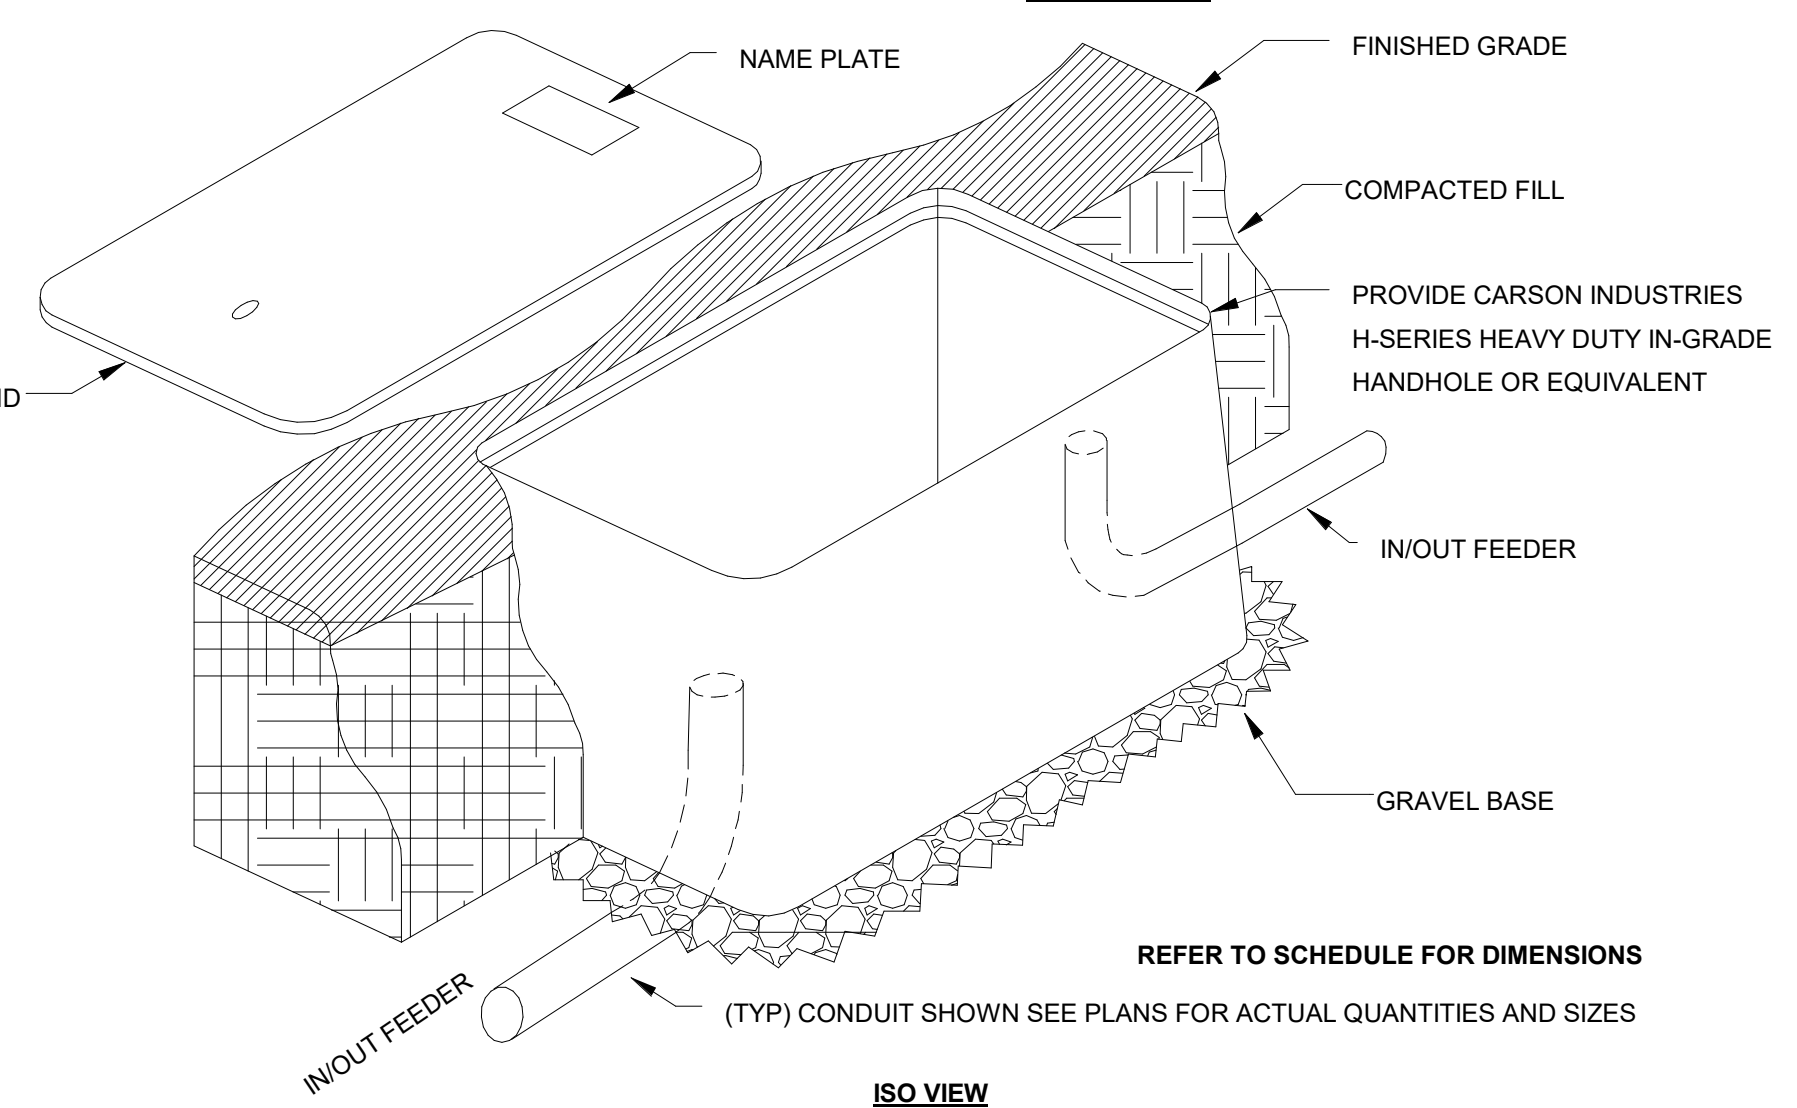 NAME PLATE
FINISHED GRADE
COMPACTED FILL
PROVIDE CARSON INDUSTRIES
H-SERIES HEAVY DUTY IN-GRADE
HANDHOLE OR EQUIVALENT
IN/OUT FEEDER
GRAVEL BASE
REFER TO SCHEDULE FOR DIMENSIONS
(TYP) CONDUIT SHOWN SEE PLANS FOR ACTUAL QUANTITIES AND SIZES
IN/OUT FEEDER
ISO VIEW